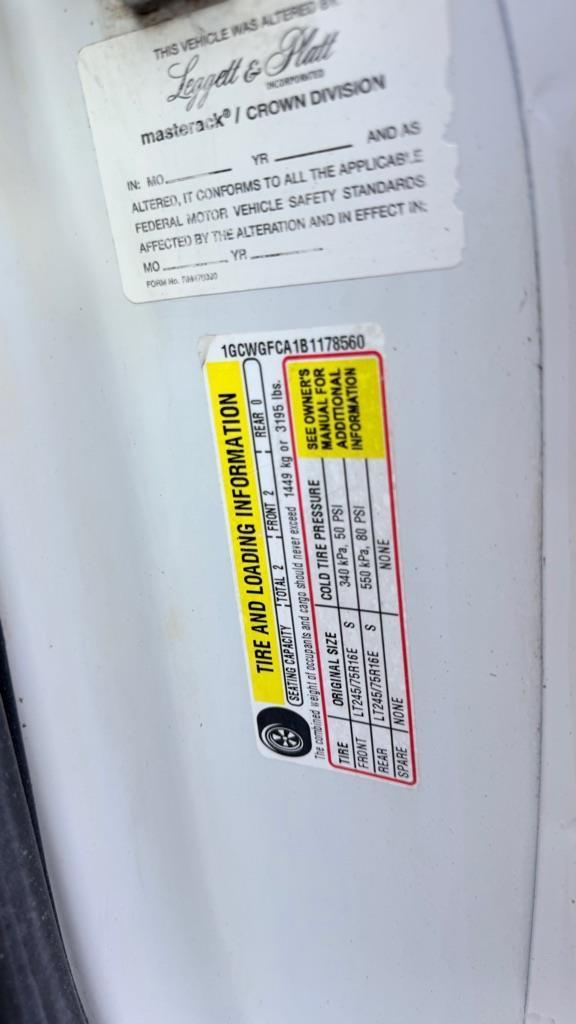 THIS VEHICLE WAS ALTERED BY
Leggett & Platt
INCORPORATED
masterack® / CROWN DIVISION
IN: MO. YR AND AS
ALTERED, IT CONFORMS TO ALL THE APPLICABLE
FEDERAL MOTOR VEHICLE SAFETY STANDARDS
AFFECTED BY THE ALTERATION AND IN EFFECT IN:
MO YR
FORM No.
1GCWGFCA1B1178560
TIRE AND LOADING INFORMATION
SEATING CAPACITY TOTAL 2 FRONT 2 REAR 0
The combined weight of occupants and cargo should never exceed 1449 kg or 3195 lbs.
TIRE ORIGINAL SIZE COLD TIRE PRESSURE
FRONT LT245/75R16E S 340 kPa, 50 PSI
REAR LT245/75R16E S 550 kPa, 80 PSI
SPARE NONE NONE
SEE OWNER'S
MANUAL FOR
ADDITIONAL
INFORMATION